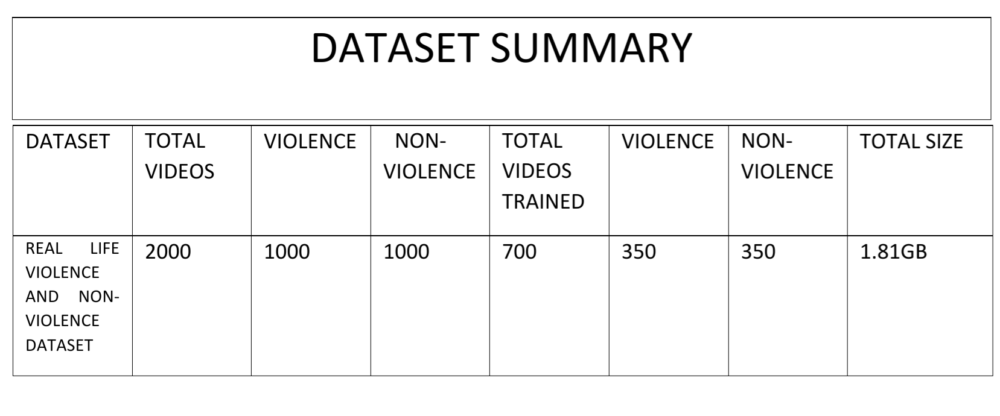 DATASET SUMMARY
DATASET
TOTAL
VIDEOS
VIOLENCE
NON-
VIOLENCE
TOTAL
VIDEOS
TRAINED
VIOLENCE
NON-
VIOLENCE
TOTAL SIZE
REAL LIFE
VIOLENCE
AND NON-
VIOLENCE
DATASET
2000
1000
1000
700
350
350
1.81GB